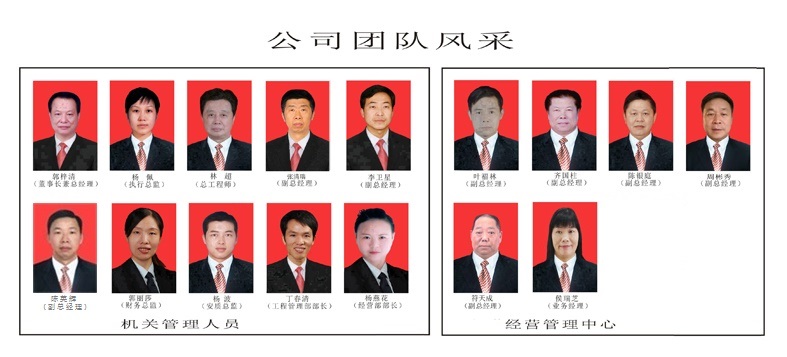 公司团队风采
郭梓清
(董事长兼总经理)
杨 佩
(执行总监)
林 超
(总工程师)
张鸿瑞
(副总经理)
李卫星
(副总经理)
陈英辉
(副总经理)
郭丽莎
(财务总监)
杨 波
(安质总监)
丁春清
(工程管理部部长)
杨燕花
(经营部部长)
机关管理人员
叶福林
(副总经理)
齐国柱
(副总经理)
陈银庭
(副总经理)
周彬秀
(副总经理)
符天成
(副总经理)
侯瑞芝
(业务经理)
经营管理中心